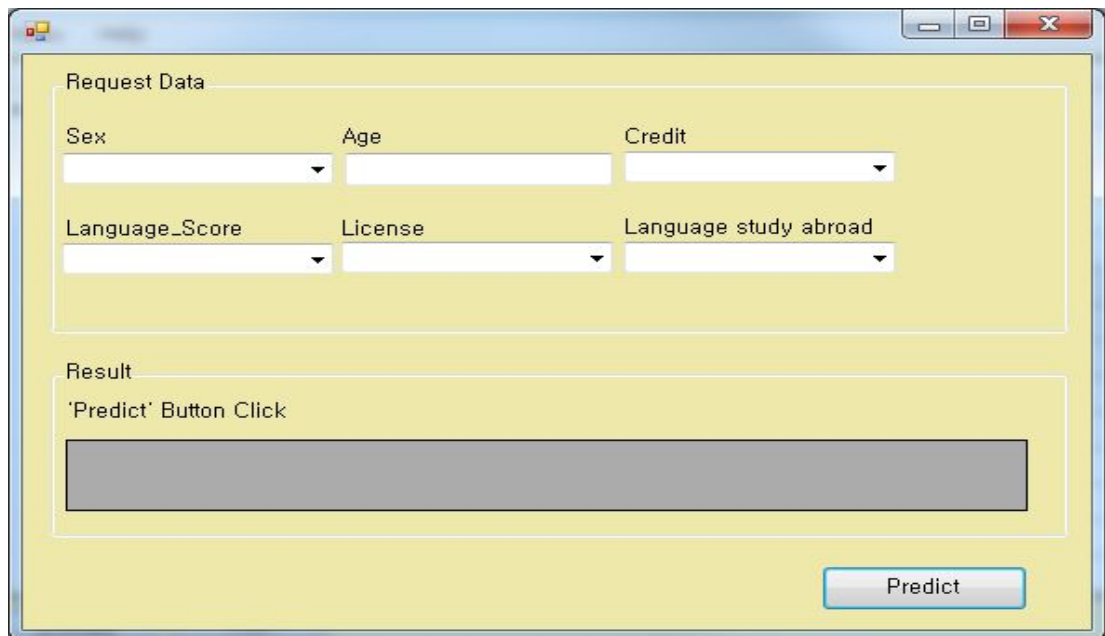 Request Data
Sex Age Credit
Language_Score License Language study abroad
Result
'Predict' Button Click
Predict